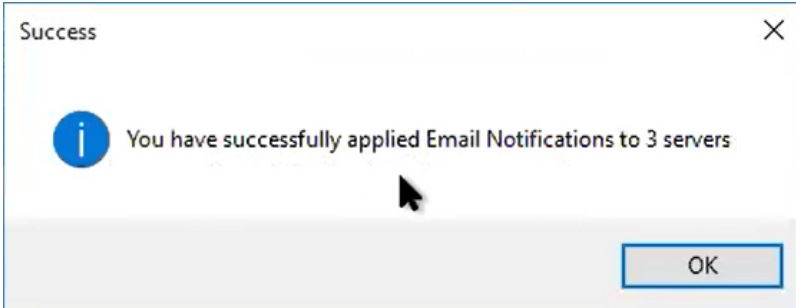 Success
You have successfully applied Email Notifications to 3 servers
OK